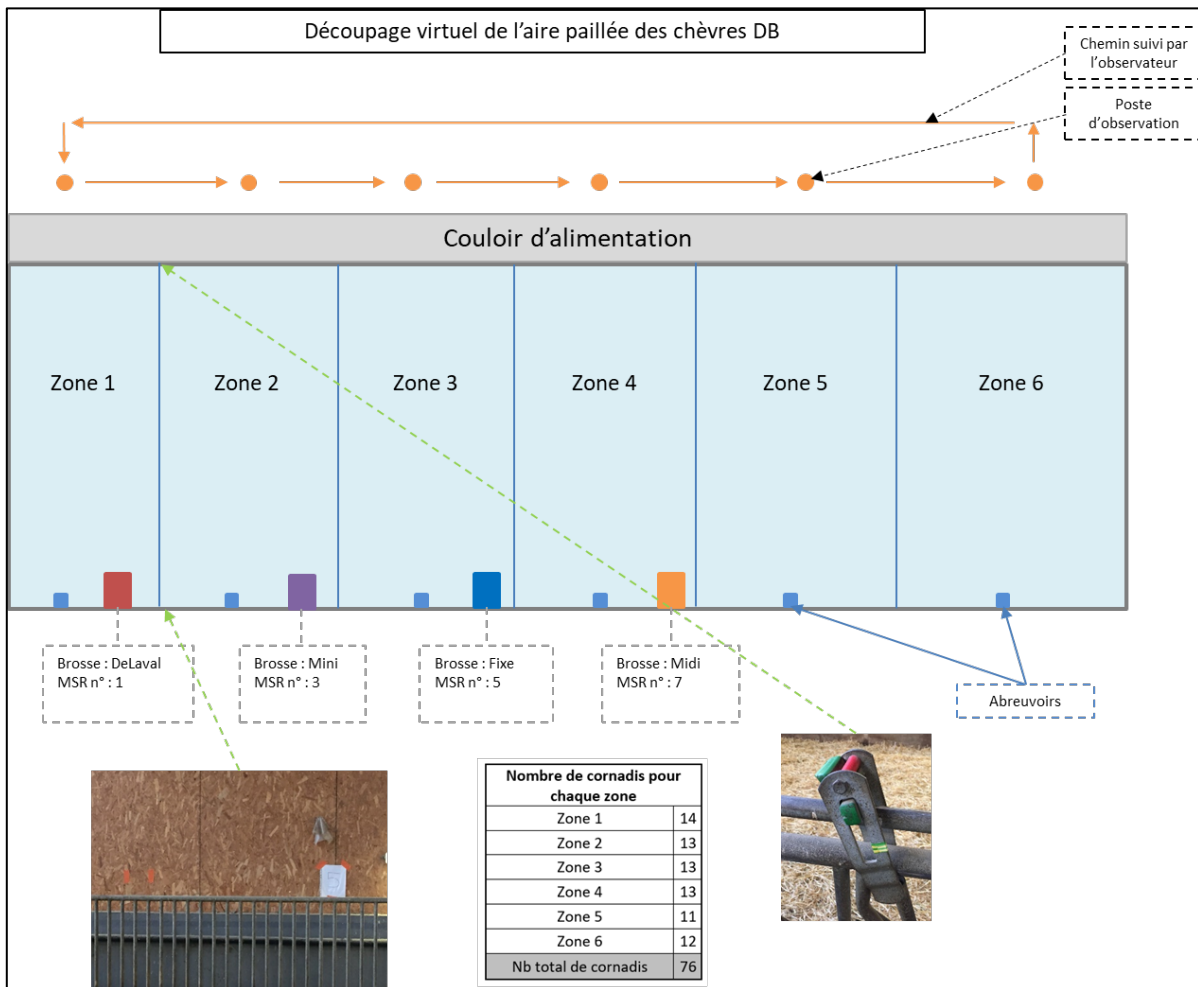 Découpage virtuel de l'aire paillée des chèvres DB
Chemin suivi par
l'observateur
Poste
d'observation
Couloir d'alimentation
Zone 1
Zone 2
Zone 3
Zone 4
Zone 5
Zone 6
Brosse : DeLaval
MSR n° : 1
Brosse : Mini
MSR n° : 3
Brosse : Fixe
MSR n° : 5
Brosse : Midi
MSR n° : 7
Abreuvoirs
Nombre de cornadis pour
chaque zone
Zone 1 14
Zone 2 13
Zone 3 13
Zone 4 13
Zone 5 11
Zone 6 12
Nb total de cornadis 76